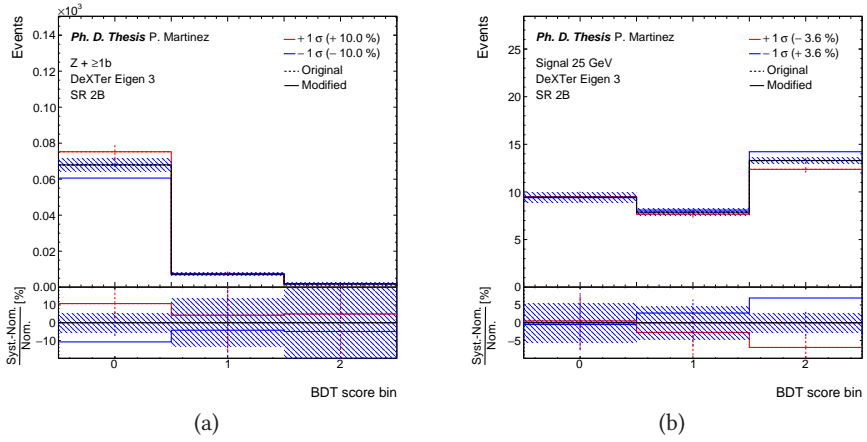 ×10³
Events
0.14
0.12
0.1
0.08
0.06
0.04
0.02
0.00
Ph. D. Thesis P. Martinez
Z + ≥1b
DeXTer Eigen 3
SR 2B
+ 1 σ (+ 10.0 %)
− 1 σ (− 10.0 %)
Original
Modified
Syst.-Nom.
Nom.
[%]
10
0
−10
0
1
2
BDT score bin
(a)
Events
25
20
15
10
5
0
Ph. D. Thesis P. Martinez
Signal 25 GeV
DeXTer Eigen 3
SR 2B
+ 1 σ (− 3.6 %)
− 1 σ (+ 3.6 %)
Original
Modified
Syst.-Nom.
Nom.
[%]
5
0
−5
0
1
2
BDT score bin
(b)